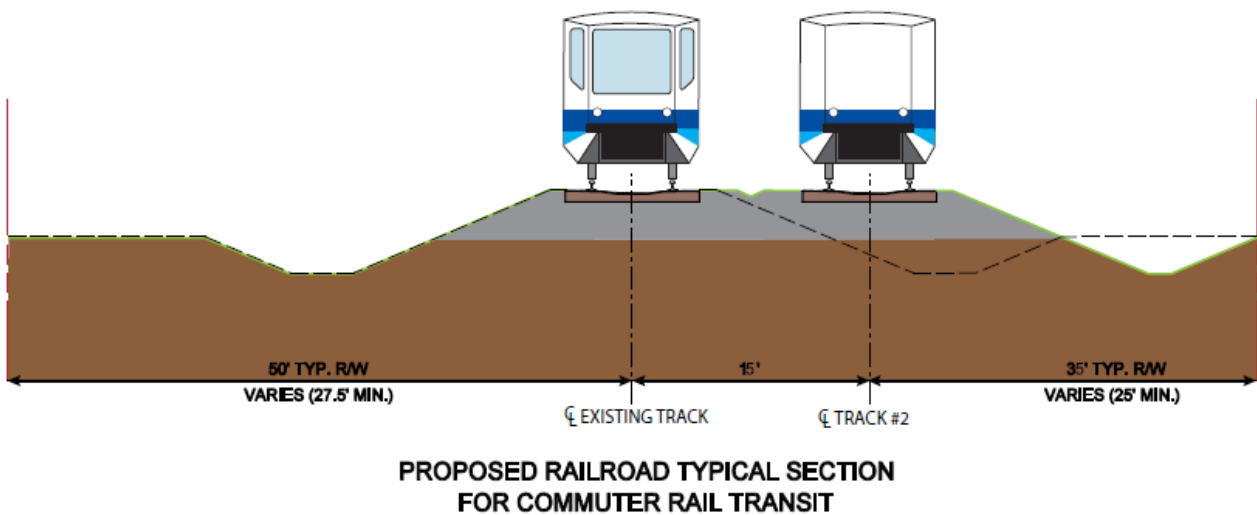 50' TYP. R/W
VARIES (27.5' MIN.)
15'
35' TYP. R/W
VARIES (25' MIN.)
℄ EXISTING TRACK
℄ TRACK #2
PROPOSED RAILROAD TYPICAL SECTION
FOR COMMUTER RAIL TRANSIT